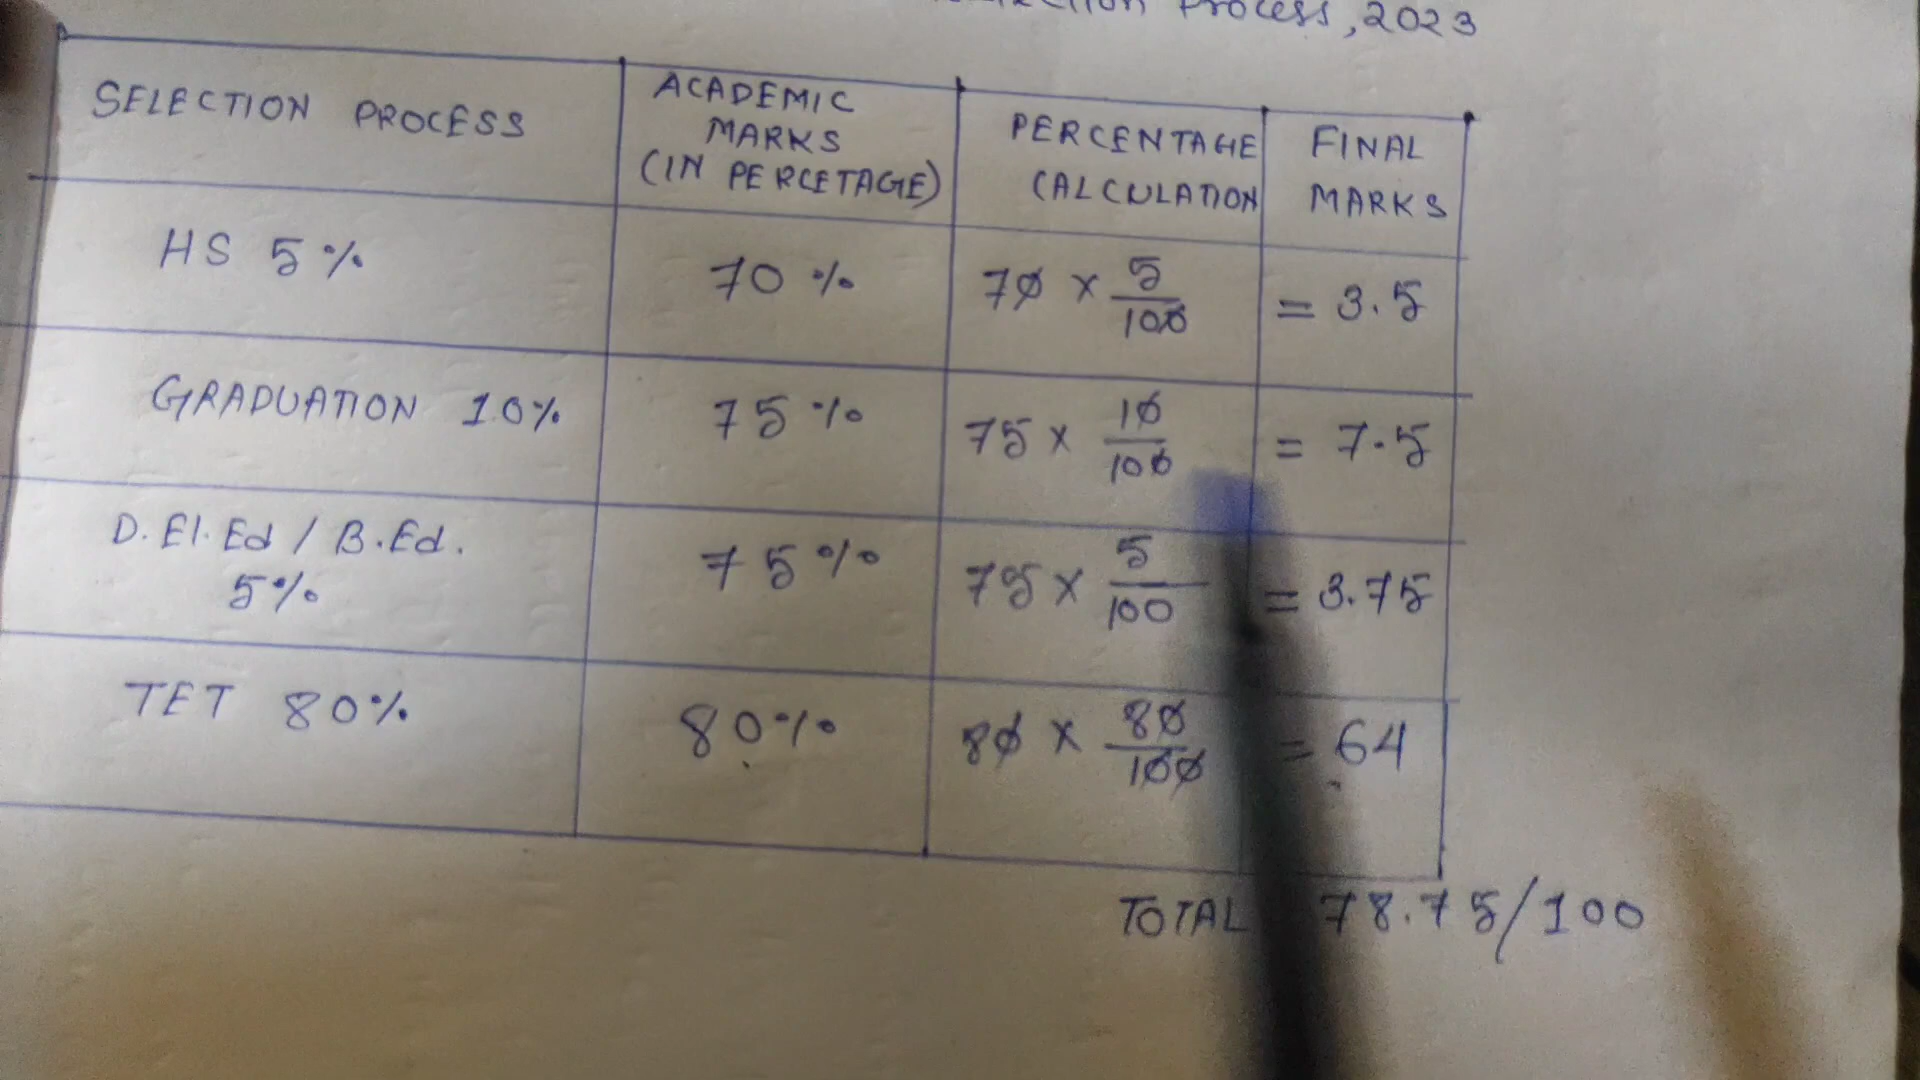 Process, 2023
SELECTION PROCESS
ACADEMIC
MARKS
(IN PERCETAGE)
PERCENTAGE
CALCULATION
FINAL
MARKS
HS 5%
70%
70 × 5/100
= 3.5
GRADUATION 10%
75%
75 × 10/100
= 7.5
D.El.Ed / B.Ed.
5%
75%
75 × 5/100
= 3.75
TET 80%
80%
80 × 80/100
= 64
TOTAL 78.75/100